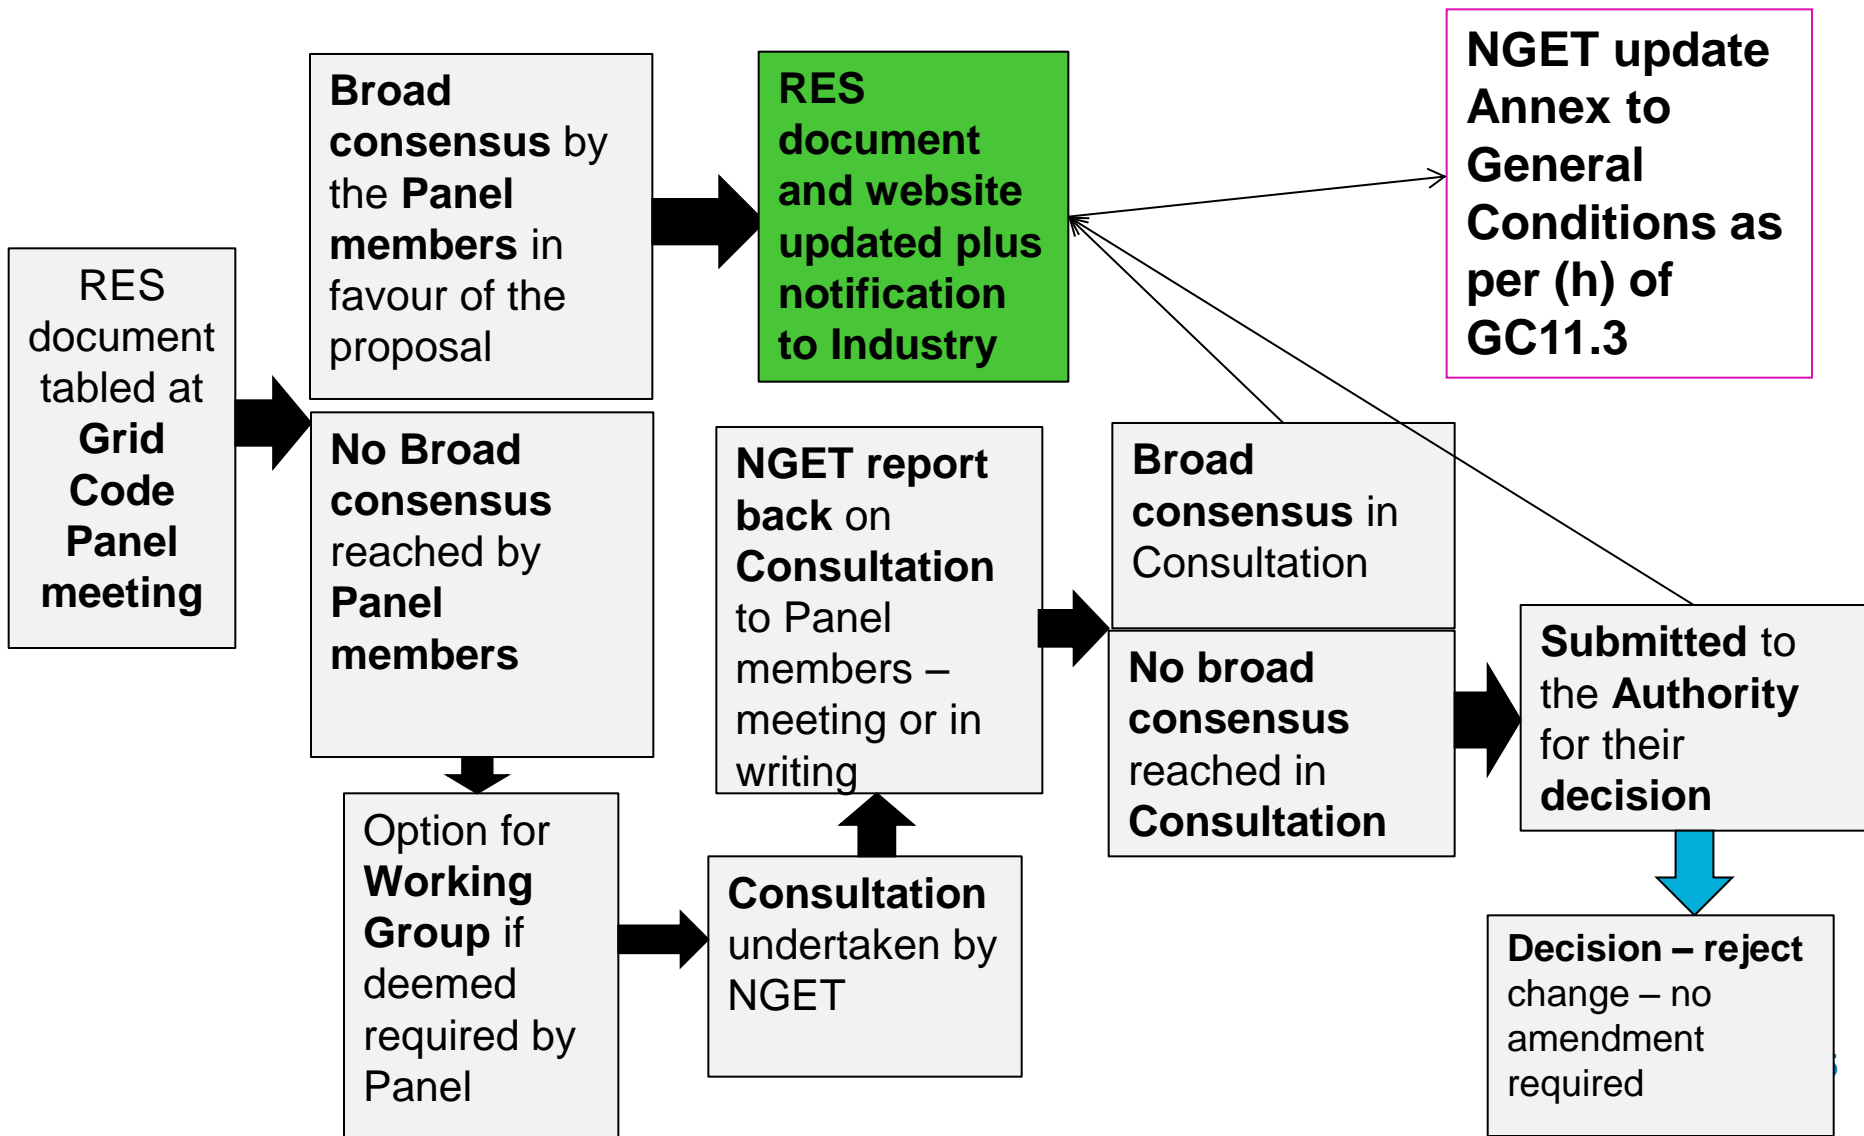 RES
document
tabled at
Grid
Code
Panel
meeting
Broad
consensus by
the Panel
members in
favour of the
proposal
No Broad
consensus
reached by
Panel
members
Option for
Working
Group if
deemed
required by
Panel
RES
document
and website
updated plus
notification
to Industry
NGET report
back on
Consultation
to Panel
members –
meeting or in
writing
Consultation
undertaken by
NGET
Broad
consensus in
Consultation
No broad
consensus
reached in
Consultation
NGET update
Annex to
General
Conditions as
per (h) of
GC11.3
Submitted to
the Authority
for their
decision
Decision – reject
change – no
amendment
required